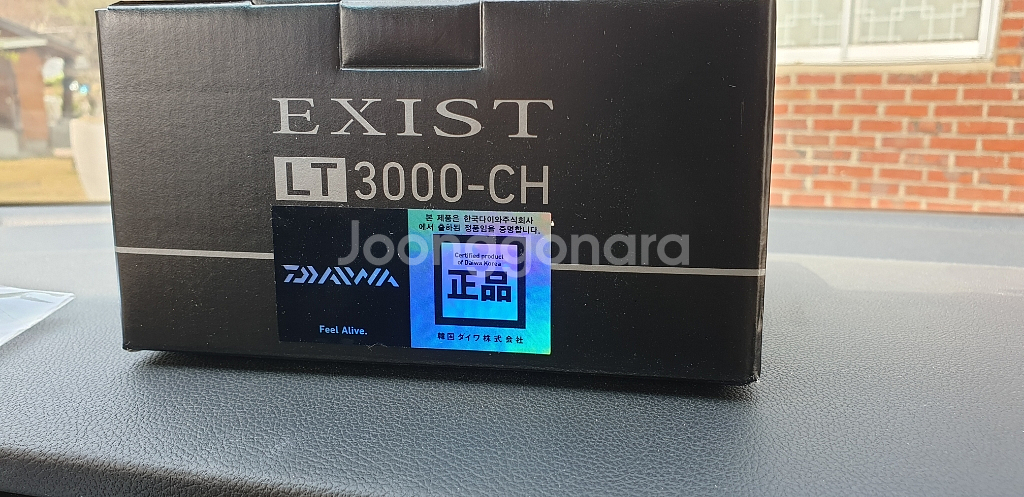 EXIST
LT 3000-CH
본 제품은 한국다이와주식회사
에서 출하된 정품임을 증명합니다.
Joonggonara
Certified product
of Daiwa Korea
正品
DAIWA
Feel Alive.
韓国ダイワ株式会社